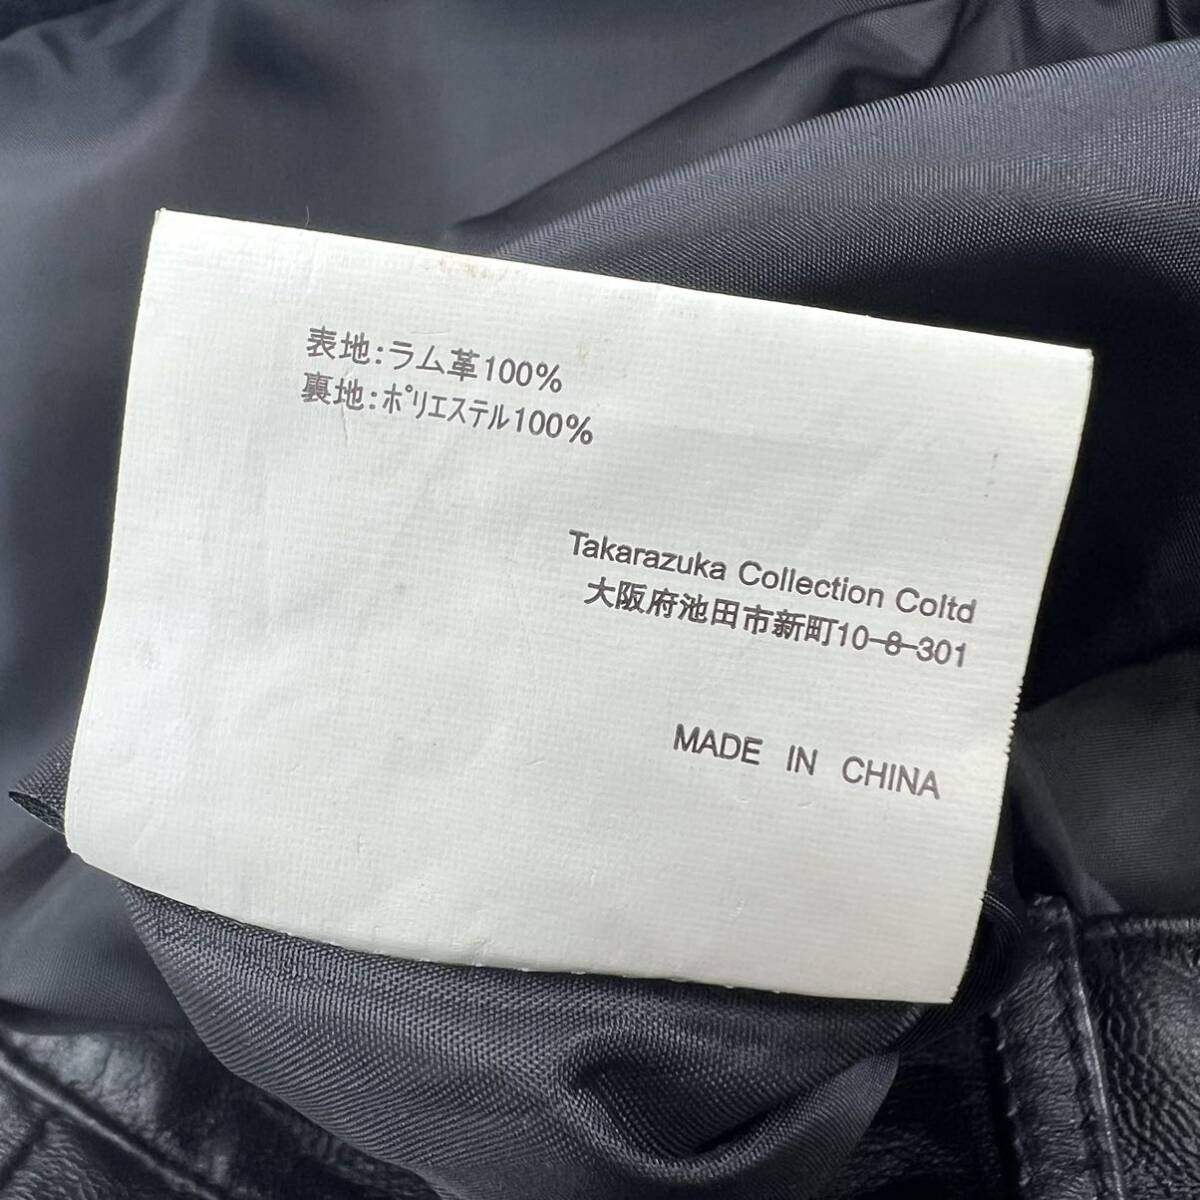 表地:ラム革100%
裏地:ポリエステル100%
Takarazuka Collection Coltd
大阪府池田市新町10-8-301
MADE IN CHINA